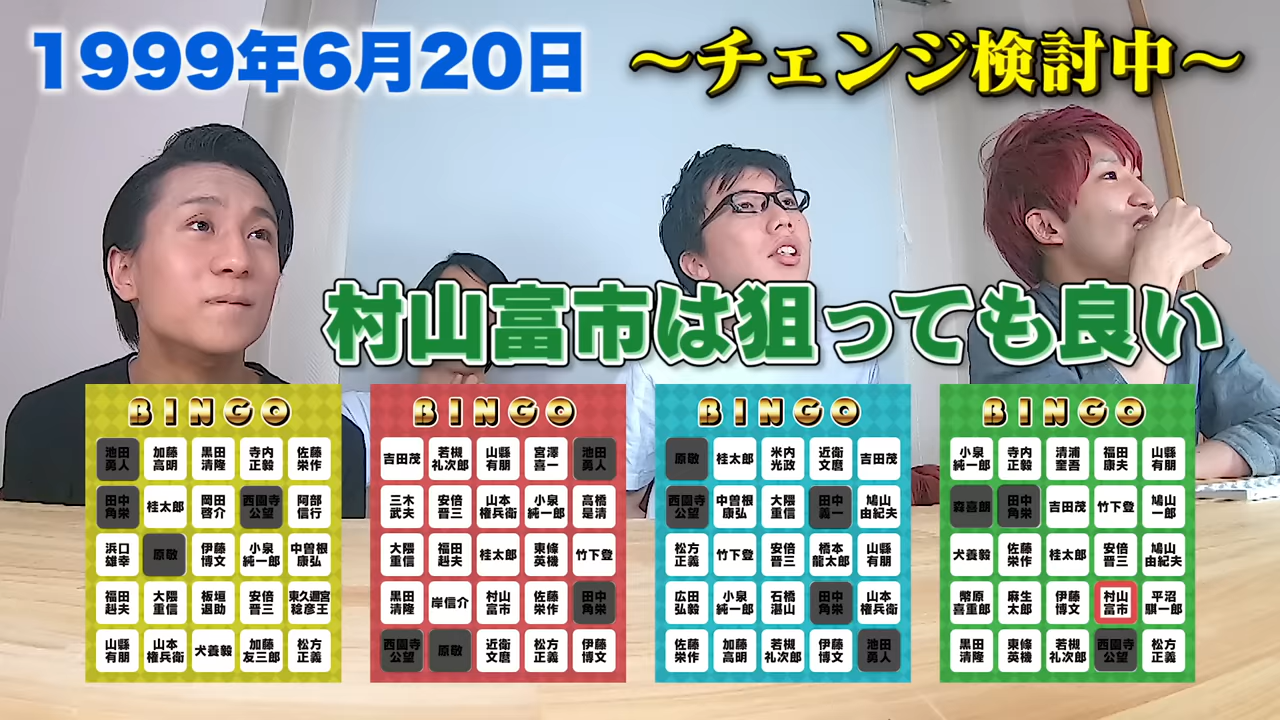 1999年6月20日
～チェンジ検討中～
村山富市は狙っても良い
BINGO
池田勇人 加藤高明 黒田清隆 寺内正毅 佐藤栄作
田中角栄 桂太郎 岡田啓介 西園寺公望 阿部信行
浜口雄幸 原敬 伊藤博文 小泉純一郎 中曽根康弘
福田赳夫 大隈重信 板垣退助 安倍晋三 東久邇宮稔彦王
山縣有朋 山本権兵衛 犬養毅 加藤友三郎 松方正義
BINGO
吉田茂 若槻礼次郎 山縣有朋 宮澤喜一 池田勇人
三木武夫 安倍晋三 山本権兵衛 小泉純一郎 高橋是清
大隈重信 福田赳夫 桂太郎 東條英機 竹下登
黒田清隆 岸信介 村山富市 佐藤栄作 田中角栄
西園寺公望 原敬 近衛文麿 松方正義 伊藤博文
BINGO
原敬 桂太郎 米内光政 近衛文麿 吉田茂
西園寺公望 中曽根康弘 大隈重信 田中義一 鳩山由紀夫
松方正義 竹下登 安倍晋三 橋本龍太郎 山縣有朋
広田弘毅 小泉純一郎 石橋湛山 田中角栄 山本権兵衛
佐藤栄作 加藤高明 若槻礼次郎 伊藤博文 池田勇人
BINGO
小泉純一郎 寺内正毅 清浦奎吾 福田康夫 山縣有朋
森喜朗 田中角栄 吉田茂 竹下登 鳩山一郎
犬養毅 佐藤栄作 桂太郎 安倍晋三 鳩山由紀夫
幣原喜重郎 麻生太郎 伊藤博文 村山富市 平沼騏一郎
黒田清隆 東條英機 若槻礼次郎 西園寺公望 松方正義